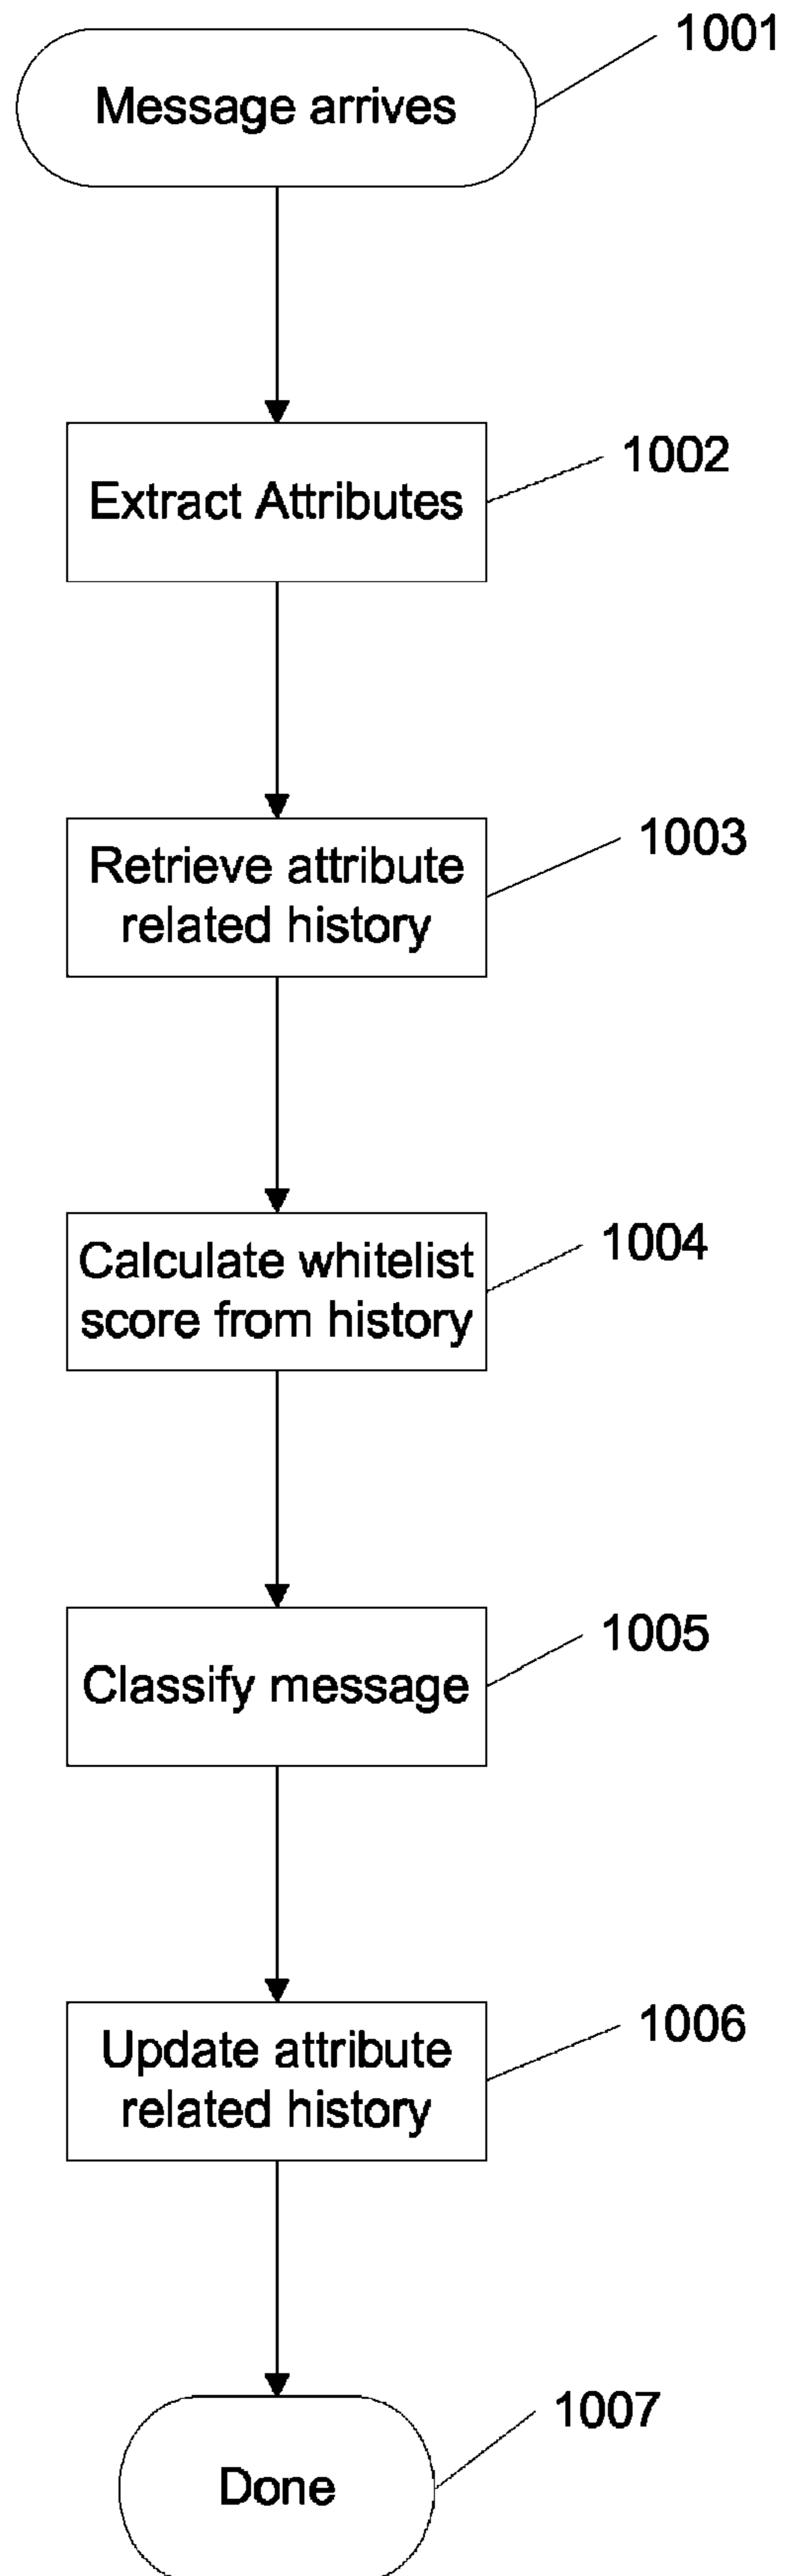 1001
Message arrives
1002
Extract Attributes
1003
Retrieve attribute
related history
1004
Calculate whitelist
score from history
1005
Classify message
1006
Update attribute
related history
1007
Done